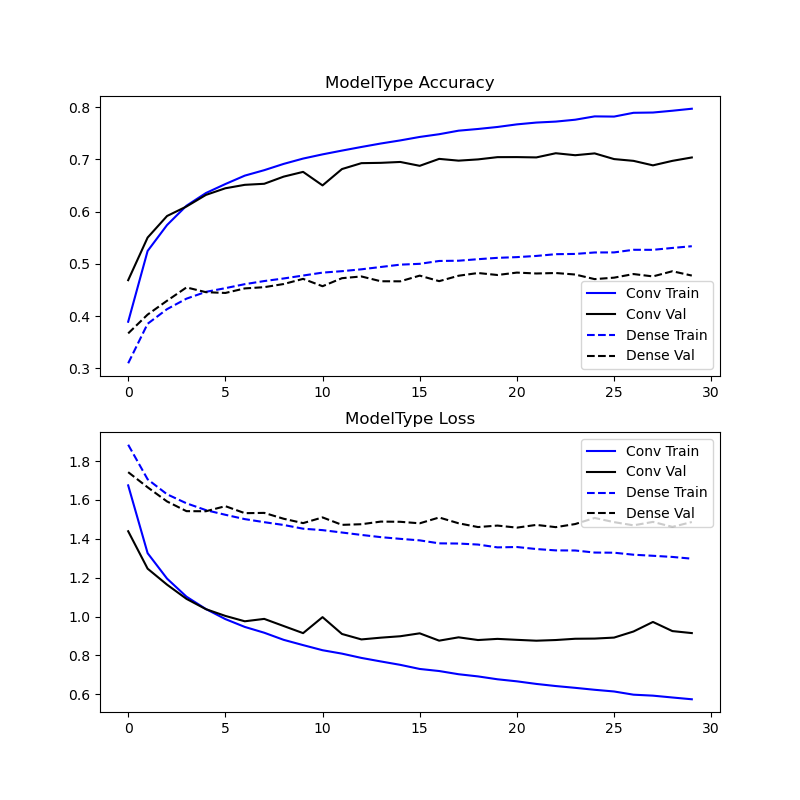 ModelType Accuracy
0.8
0.7
0.6
0.5
0.4
0.3
Conv Train
Conv Val
Dense Train
Dense Val
0 5 10 15 20 25 30
ModelType Loss
1.8
1.6
1.4
1.2
1.0
0.8
0.6
Conv Train
Conv Val
Dense Train
Dense Val
0 5 10 15 20 25 30